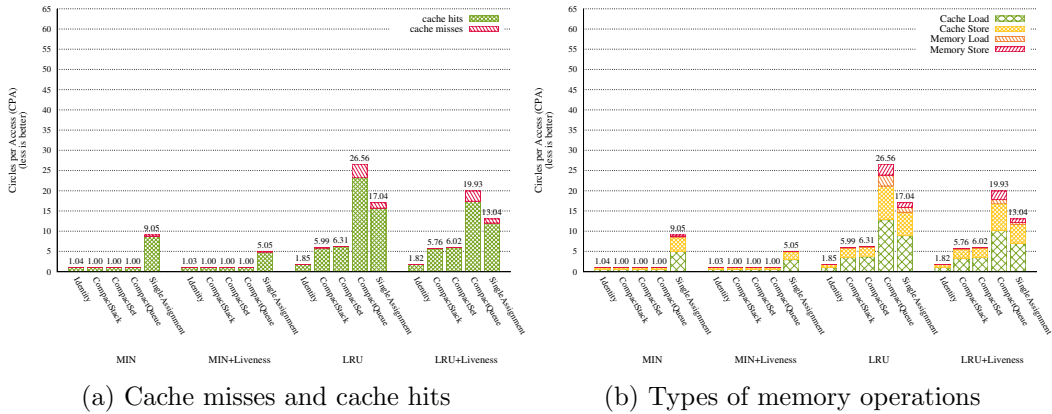 65
60
55
50
45
40
35
30
25
20
15
10
5
0
Circles per Access (CPA)
(less is better)
cache hits
cache misses
1.04 1.00 1.00 1.00 9.05
1.03 1.00 1.00 1.00 5.05
1.85 5.99 6.31 26.56 17.04
1.82 5.76 6.02 19.93 13.04
Identity CompactStack CompactSet CompactQueue SingleAssignment
Identity CompactStack CompactSet CompactQueue SingleAssignment
Identity CompactStack CompactSet CompactQueue SingleAssignment
Identity CompactStack CompactSet CompactQueue SingleAssignment
MIN MIN+Liveness LRU LRU+Liveness
(a) Cache misses and cache hits
65
60
55
50
45
40
35
30
25
20
15
10
5
0
Circles per Access (CPA)
(less is better)
Cache Load
Cache Store
Memory Load
Memory Store
1.04 1.00 1.00 1.00 9.05
1.03 1.00 1.00 1.00 5.05
1.85 5.99 6.31 26.56 17.04
1.82 5.76 6.02 19.93 13.04
Identity CompactStack CompactSet CompactQueue SingleAssignment
Identity CompactStack CompactSet CompactQueue SingleAssignment
Identity CompactStack CompactSet CompactQueue SingleAssignment
Identity CompactStack CompactSet CompactQueue SingleAssignment
MIN MIN+Liveness LRU LRU+Liveness
(b) Types of memory operations